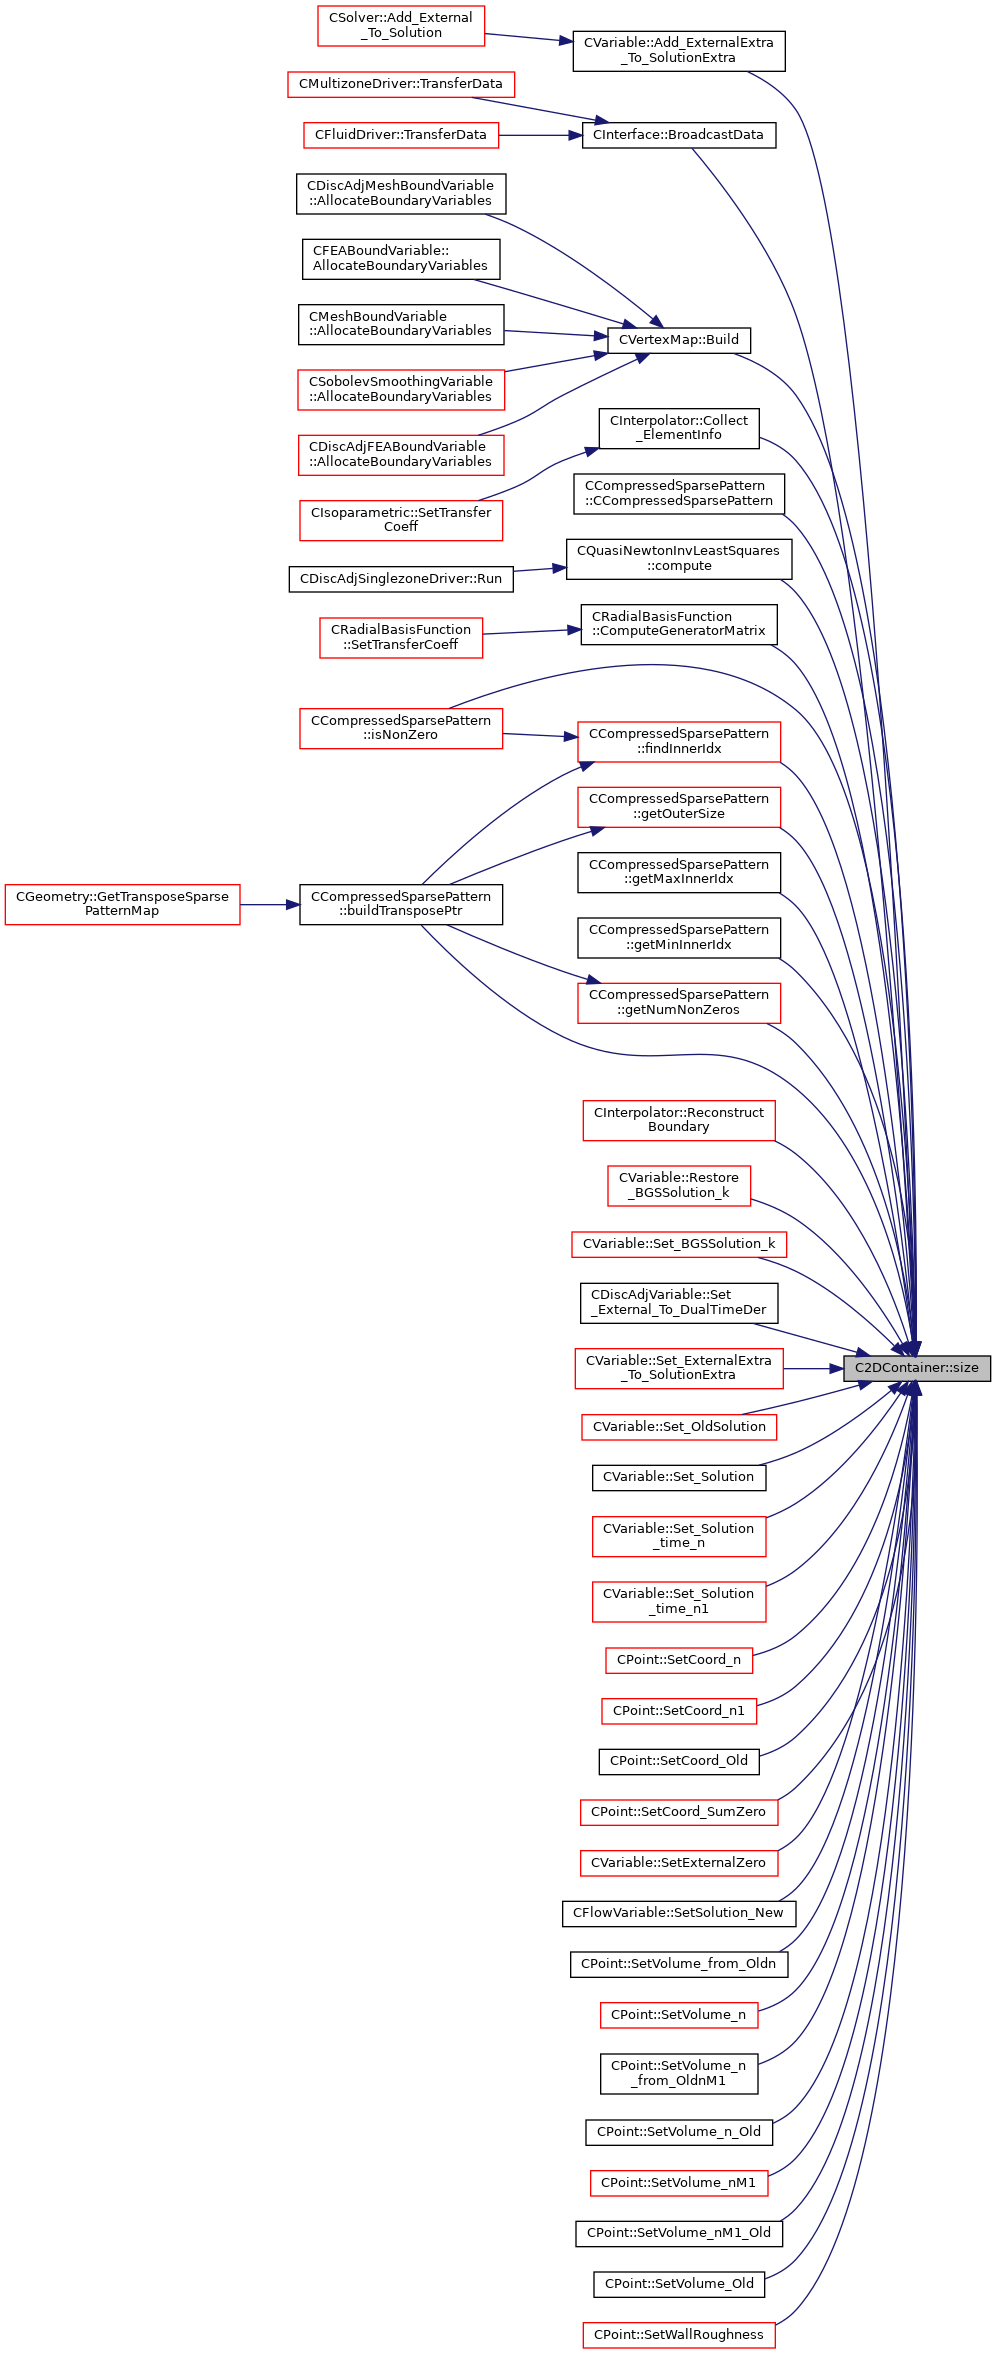 CSolver::Add_External
_To_Solution
CVariable::Add_ExternalExtra
_To_SolutionExtra
CMultizoneDriver::TransferData
CFluidDriver::TransferData
CInterface::BroadcastData
CDiscAdjMeshBoundVariable
::AllocateBoundaryVariables
CFEABoundVariable::
AllocateBoundaryVariables
CMeshBoundVariable
::AllocateBoundaryVariables
CVertexMap::Build
CSobolevSmoothingVariable
::AllocateBoundaryVariables
CDiscAdjFEABoundVariable
::AllocateBoundaryVariables
CInterpolator::Collect
_ElementInfo
CIsoparametric::SetTransfer
Coeff
CCompressedSparsePattern
::CCompressedSparsePattern
CQuasiNewtonInvLeastSquares
::compute
CDiscAdjSinglezoneDriver::Run
CRadialBasisFunction
::ComputeGeneratorMatrix
CRadialBasisFunction
::SetTransferCoeff
CCompressedSparsePattern
::isNonZero
CCompressedSparsePattern
::findInnerIdx
CCompressedSparsePattern
::getOuterSize
CCompressedSparsePattern
::getMaxInnerIdx
CGeometry::GetTransposeSparse
PatternMap
CCompressedSparsePattern
::buildTransposePtr
CCompressedSparsePattern
::getMinInnerIdx
CCompressedSparsePattern
::getNumNonZeros
CInterpolator::Reconstruct
Boundary
CVariable::Restore
_BGSSolution_k
CVariable::Set_BGSSolution_k
CDiscAdjVariable::Set
_External_To_DualTimeDer
CVariable::Set_ExternalExtra
_To_SolutionExtra
C2DContainer::size
CVariable::Set_OldSolution
CVariable::Set_Solution
CVariable::Set_Solution
_time_n
CVariable::Set_Solution
_time_n1
CPoint::SetCoord_n
CPoint::SetCoord_n1
CPoint::SetCoord_Old
CPoint::SetCoord_SumZero
CVariable::SetExternalZero
CFlowVariable::SetSolution_New
CPoint::SetVolume_from_Oldn
CPoint::SetVolume_n
CPoint::SetVolume_n
_from_OldnM1
CPoint::SetVolume_n_Old
CPoint::SetVolume_nM1
CPoint::SetVolume_nM1_Old
CPoint::SetVolume_Old
CPoint::SetWallRoughness